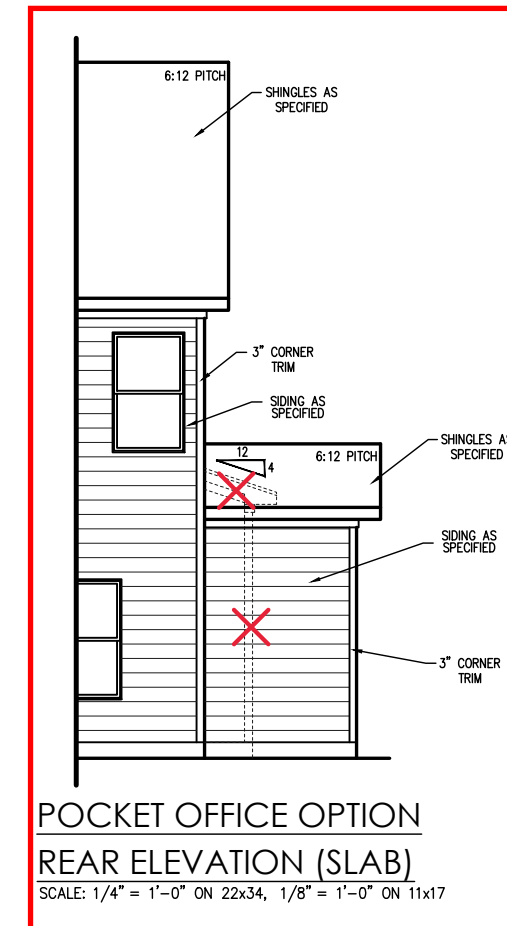 6:12 PITCH
SHINGLES AS
SPECIFIED
3" CORNER
TRIM
SIDING AS
SPECIFIED
12
4
6:12 PITCH
SHINGLES AS
SPECIFIED
SIDING AS
SPECIFIED
3" CORNER
TRIM
POCKET OFFICE OPTION
REAR ELEVATION (SLAB)
SCALE: 1/4" = 1'-0" ON 22x34, 1/8" = 1'-0" ON 11x17